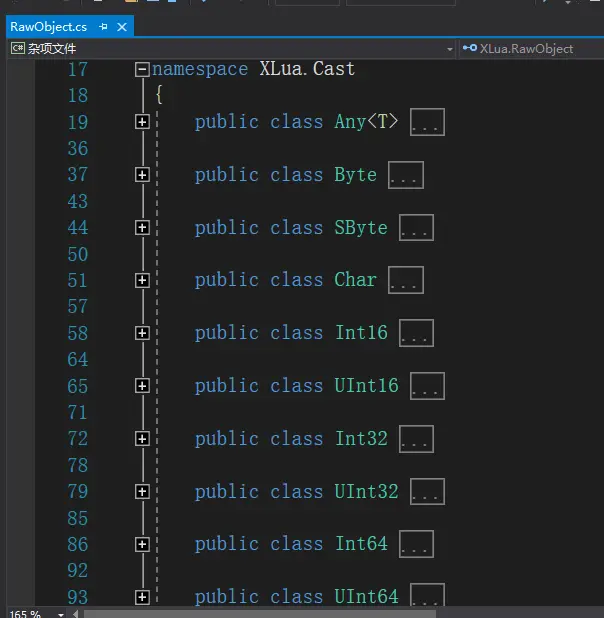 RawObject.cs
C# 杂项文件 XLua.RawObject
17 namespace XLua.Cast
18 {
19 public class Any<T> ...
36
37 public class Byte ...
43
44 public class SByte ...
50
51 public class Char ...
57
58 public class Int16 ...
64
65 public class UInt16 ...
71
72 public class Int32 ...
78
79 public class UInt32 ...
85
86 public class Int64 ...
92
93 public class UInt64 ...
165 %